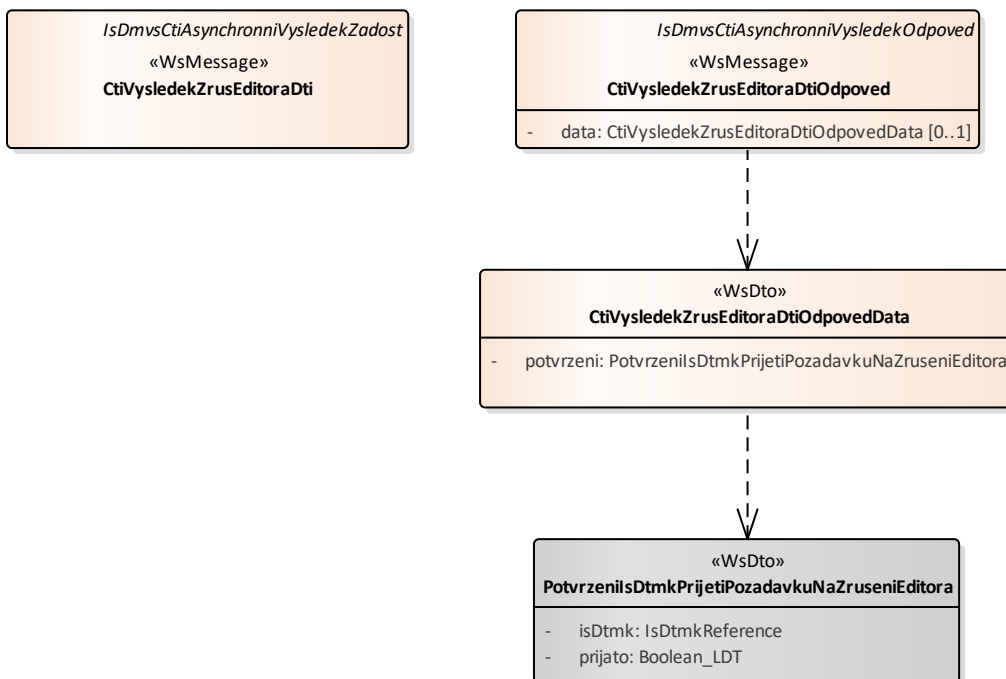 IsDmvsCtiAsynchronniVysledekZadost
«WsMessage»
CtiVysledekZrusEditoraDti
IsDmvsCtiAsynchronniVysledekOdpoved
«WsMessage»
CtiVysledekZrusEditoraDtiOdpoved
- data: CtiVysledekZrusEditoraDtiOdpovedData [0..1]
«WsDto»
CtiVysledekZrusEditoraDtiOdpovedData
- potvrzeni: PotvrzeniIsDtmkPrijetiPozadavkuNaZruseniEditora
«WsDto»
PotvrzeniIsDtmkPrijetiPozadavkuNaZruseniEditora
- isDtmk: IsDtmkReference
- prijato: Boolean_LDT